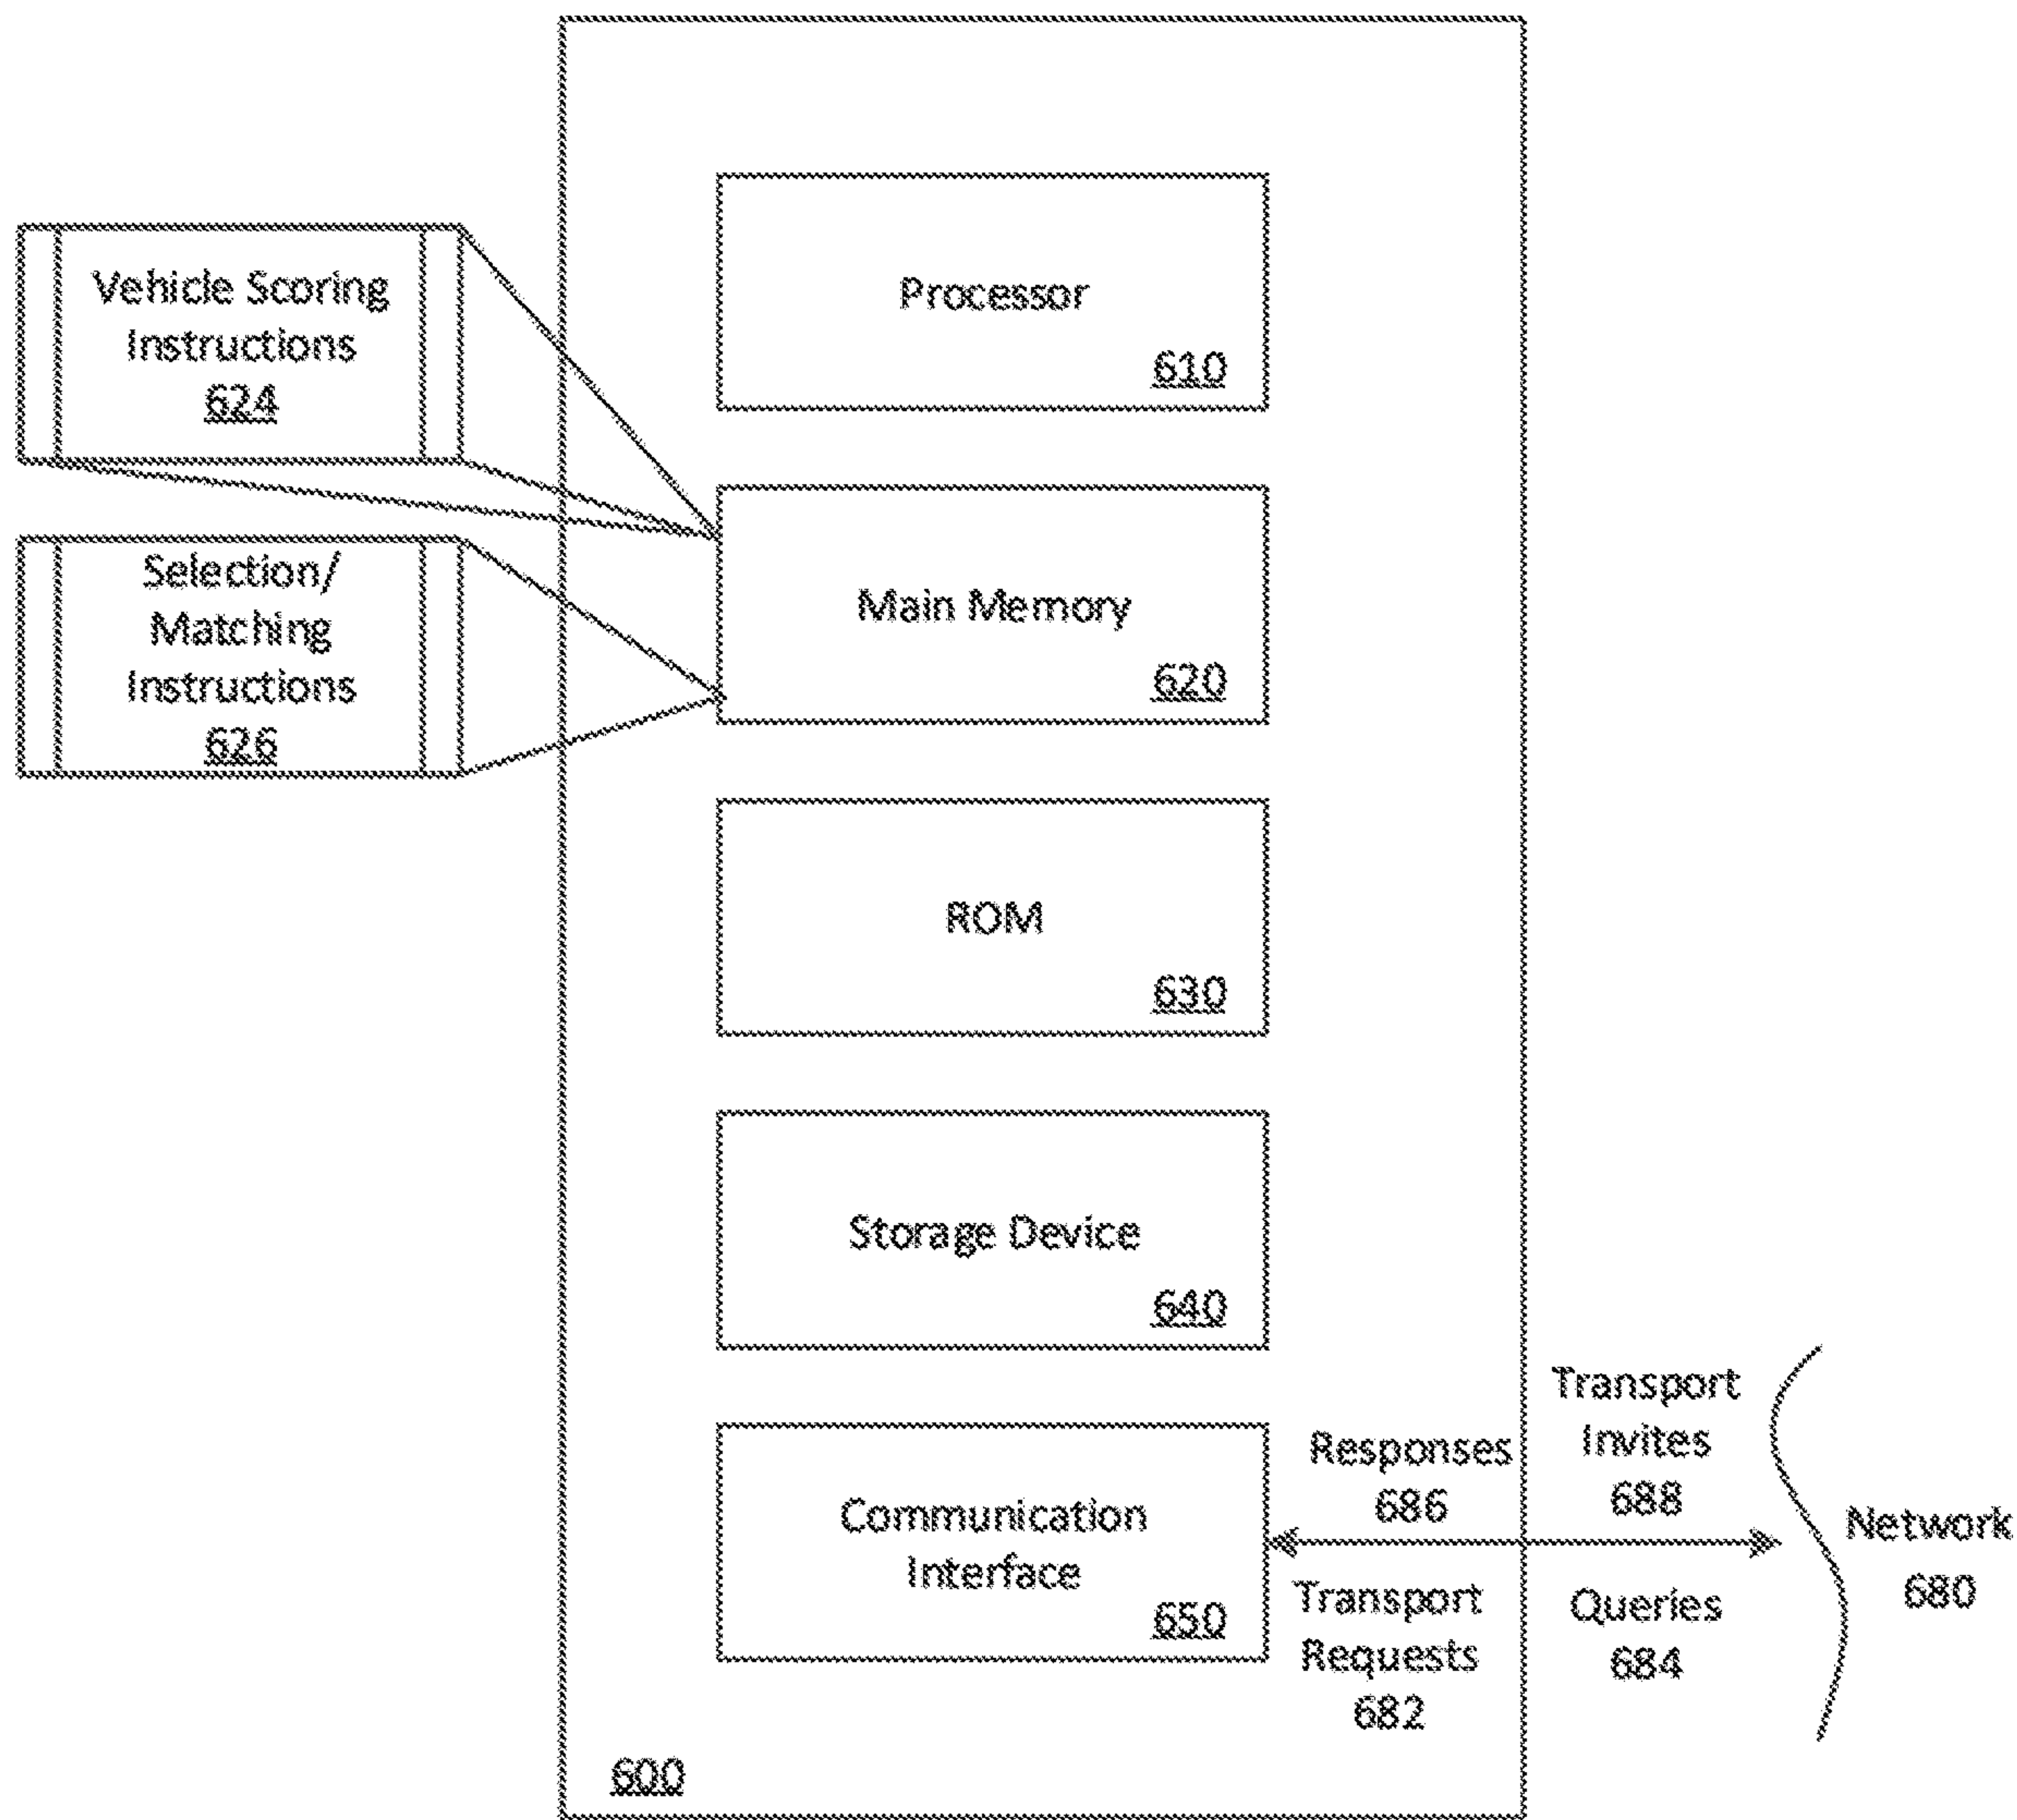 Processor
610
Vehicle Scoring
Instructions
624
Main Memory
620
Selection/
Matching
Instructions
626
ROM
630
Storage Device
640
Communication
Interface
650
Responses
686
Transport
Invites
688
Transport
Requests
682
Queries
684
Network
680
600